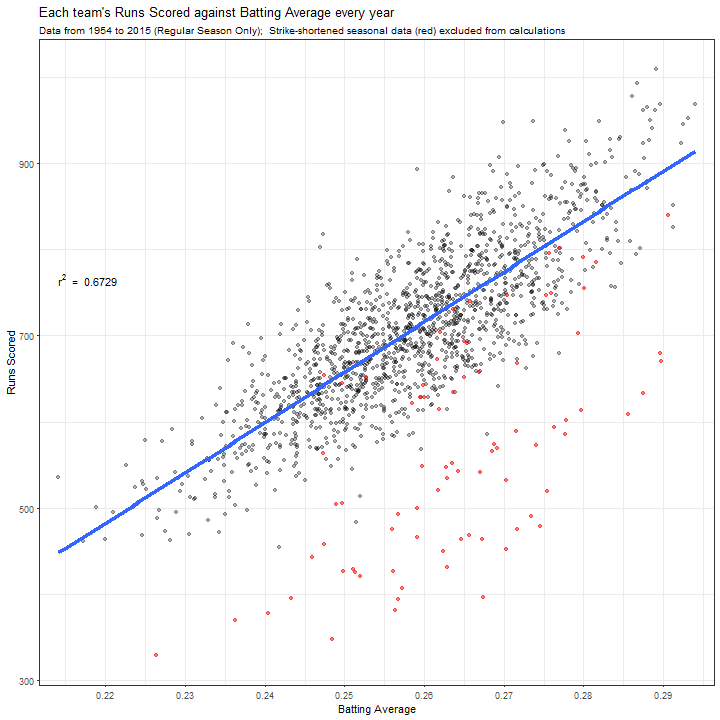 Each team's Runs Scored against Batting Average every year
Data from 1954 to 2015 (Regular Season Only);  Strike-shortened seasonal data (red) excluded from calculations
900
r2 = 0.6729
700
Runs Scored
500
300
0.22 0.23 0.24 0.25 0.26 0.27 0.28 0.29
Batting Average